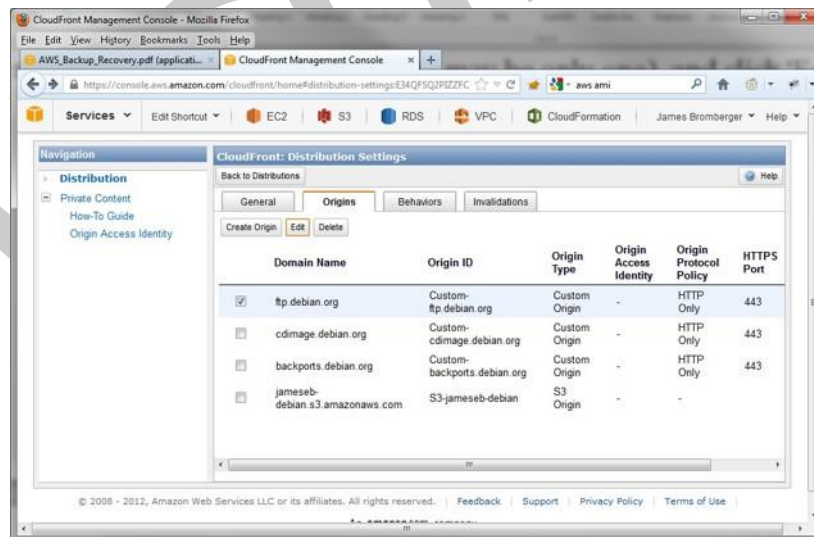 CloudFront Management Console - Mozilla Firefox
File Edit View History Bookmarks Tools Help
AWS_Backup_Recovery.pdf (applicati... × CloudFront Management Console × +
https://console.aws.amazon.com/cloudfront/home#distribution-settings:E34QFSQ2PIZZFC aws ami
Services Edit Shortcut EC2 S3 RDS VPC CloudFormation James Bromberger Help
Navigation
Distribution
Private Content
How-To Guide
Origin Access Identity
CloudFront: Distribution Settings
Back to Distributions Help
General Origins Behaviors Invalidations
Create Origin Edit Delete
Domain Name Origin ID Origin Type Origin Access Identity Origin Protocol Policy HTTPS Port
ftp.debian.org Custom-ftp.debian.org Custom Origin - HTTP Only 443
cdimage.debian.org Custom-cdimage.debian.org Custom Origin - HTTP Only 443
backports.debian.org Custom-backports.debian.org Custom Origin - HTTP Only 443
jameseb-debian.s3.amazonaws.com S3-jameseb-debian S3 Origin - -
© 2008 - 2012, Amazon Web Services LLC or its affiliates. All rights reserved. Feedback Support Privacy Policy Terms of Use